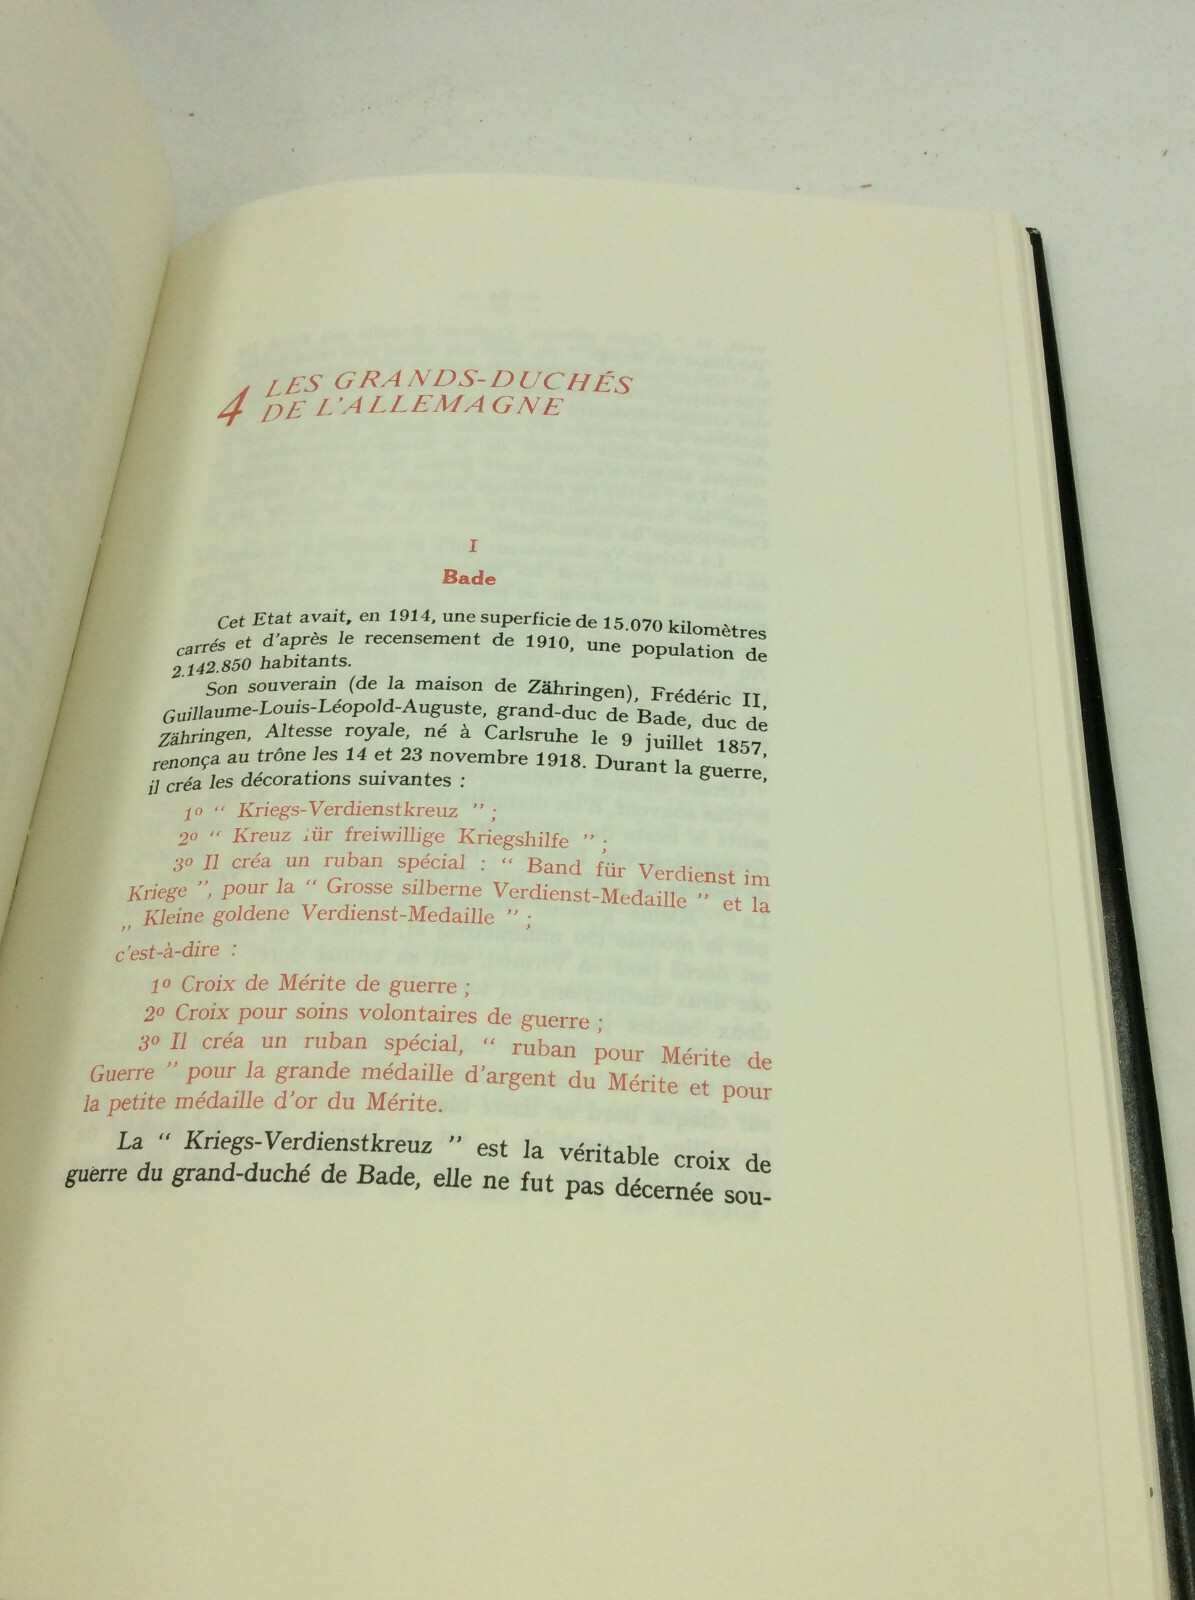 4 LES GRANDS-DUCHÉS
DE L'ALLEMAGNE
I
Bade
Cet Etat avait, en 1914, une superficie de 15.070 kilomètres
carrés et d'après le recensement de 1910, une population de
2.142.850 habitants.
Son souverain (de la maison de Zähringen), Frédéric II,
Guillaume-Louis-Léopold-Auguste, grand-duc de Bade, duc de
Zähringen, Altesse royale, né à Carlsruhe le 9 juillet 1857,
renonça au trône les 14 et 23 novembre 1918. Durant la guerre,
il créa les décorations suivantes :
1º “ Kriegs-Verdienstkreuz ” ;
2º “ Kreuz für freiwillige Kriegshilfe ” ;
3º Il créa un ruban spécial : “ Band für Verdienst im
Kriege ”, pour la “ Grosse silberne Verdienst-Medaille ” et la
„ Kleine goldene Verdienst-Medaille ” ;
c'est-à-dire :
1º Croix de Mérite de guerre ;
2º Croix pour soins volontaires de guerre ;
3º Il créa un ruban spécial, “ ruban pour Mérite de
Guerre ” pour la grande médaille d'argent du Mérite et pour
la petite médaille d'or du Mérite.
La “ Kriegs-Verdienstkreuz ” est la véritable croix de
guerre du grand-duché de Bade, elle ne fut pas décernée sou-